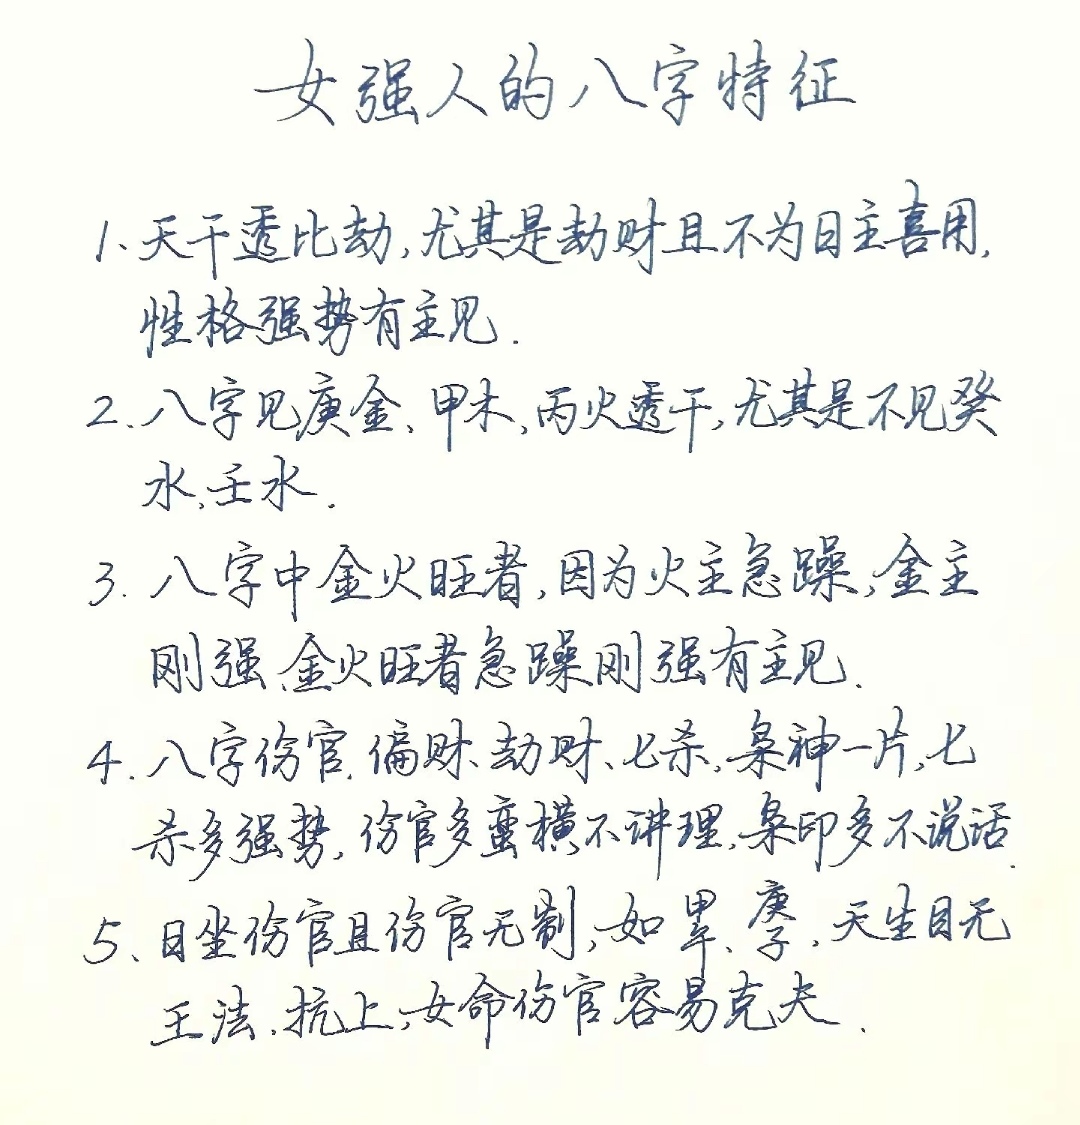 女强人的八字特征
1、天干透比劫,尤其是劫财且不为日主喜用,
性格强势有主见.
2、八字见庚金、甲木,丙火透干,尤其是不见癸
水,壬水.
3. 八字中金火旺者,因为火主急躁,金主
刚强、金火旺者急躁刚强有主见.
4. 八字伤官、偏财、劫财、七杀,枭神一片,七
杀多强势,伤官多蛮横不讲理,枭印多不说话.
5、日坐伤官且伤官无制,如甲午、庚子,天生目无
王法,抗上,女命伤官容易克夫.